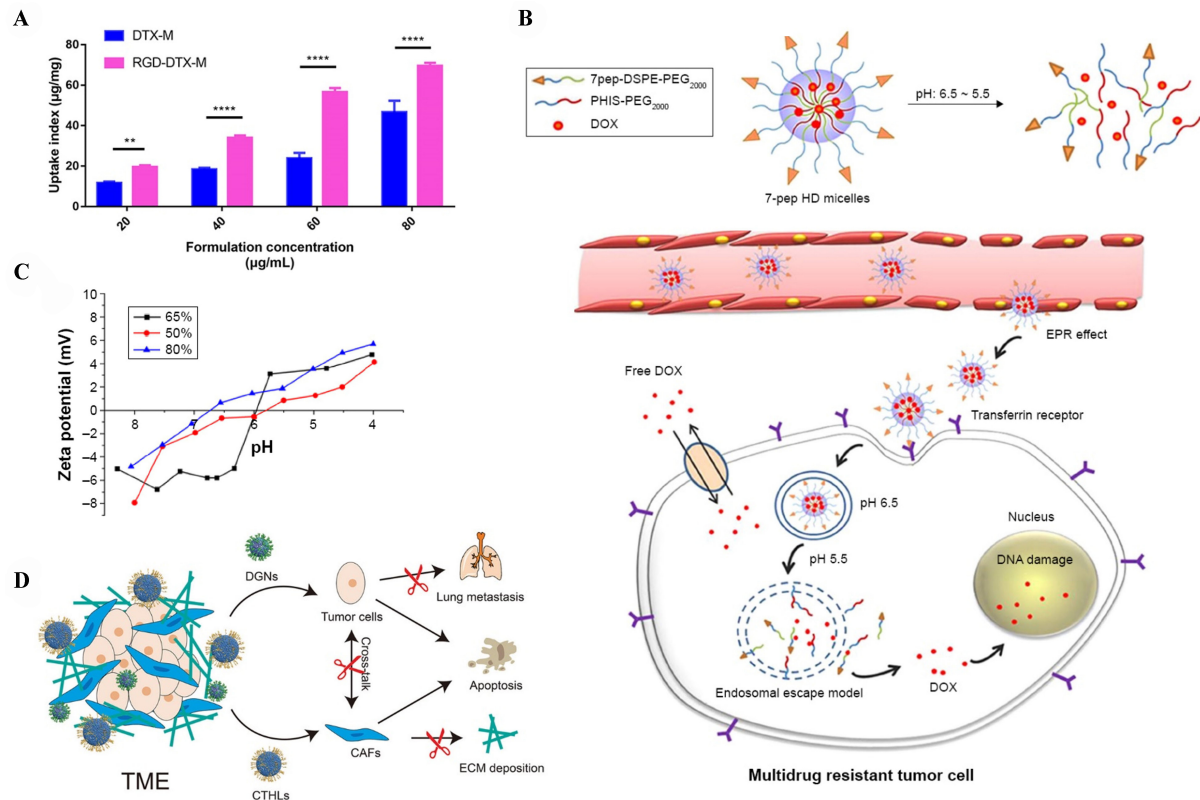 A
DTX-M
RGD-DTX-M
Uptake index (µg/mg)
80
60
40
20
0
**
****
****
****
20
40
60
80
Formulation concentration
(µg/mL)
B
7pep-DSPE-PEG2000
PHIS-PEG2000
DOX
pH: 6.5 ~ 5.5
7-pep HD micelles
EPR effect
Free DOX
Transferrin receptor
pH 6.5
pH 5.5
Nucleus
DNA damage
Endosomal escape model
DOX
Multidrug resistant tumor cell
C
Zeta potential (mV)
10
8
6
4
2
0
–2
–4
–6
–8
65%
50%
80%
8
7
6
5
4
pH
D
DGNs
Tumor cells
Lung metastasis
Cross-talk
Apoptosis
CAFs
ECM deposition
CTHLs
TME